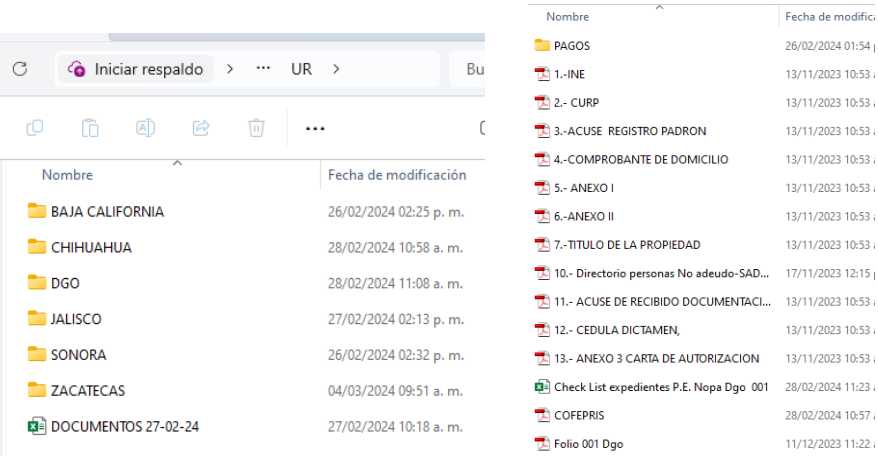 Iniciar respaldo > ... UR > Bu
...
Nombre Fecha de modificación
BAJA CALIFORNIA 26/02/2024 02:25 p. m.
CHIHUAHUA 28/02/2024 10:58 a. m.
DGO 28/02/2024 11:08 a. m.
JALISCO 27/02/2024 02:13 p. m.
SONORA 26/02/2024 02:32 p. m.
ZACATECAS 04/03/2024 09:51 a. m.
DOCUMENTOS 27-02-24 27/02/2024 10:18 a. m.
Nombre Fecha de modifica
PAGOS 26/02/2024 01:54 p
1.-INE 13/11/2023 10:53 a
2.- CURP 13/11/2023 10:53 a
3.-ACUSE REGISTRO PADRON 13/11/2023 10:53 a
4.-COMPROBANTE DE DOMICILIO 13/11/2023 10:53 a
5.- ANEXO I 13/11/2023 10:53 a
6.-ANEXO II 13/11/2023 10:53 a
7.-TITULO DE LA PROPIEDAD 13/11/2023 10:53 a
10.- Directorio personas No adeudo-SAD... 17/11/2023 12:15 p
11.- ACUSE DE RECIBIDO DOCUMENTACI... 13/11/2023 10:53 a
12.- CEDULA DICTAMEN, 13/11/2023 10:53 a
13.- ANEXO 3 CARTA DE AUTORIZACION 13/11/2023 10:53 a
Check List expedientes P.E. Nopa Dgo 001 28/02/2024 11:23 a
COFEPRIS 28/02/2024 10:57 a
Folio 001 Dgo 11/12/2023 11:22 a